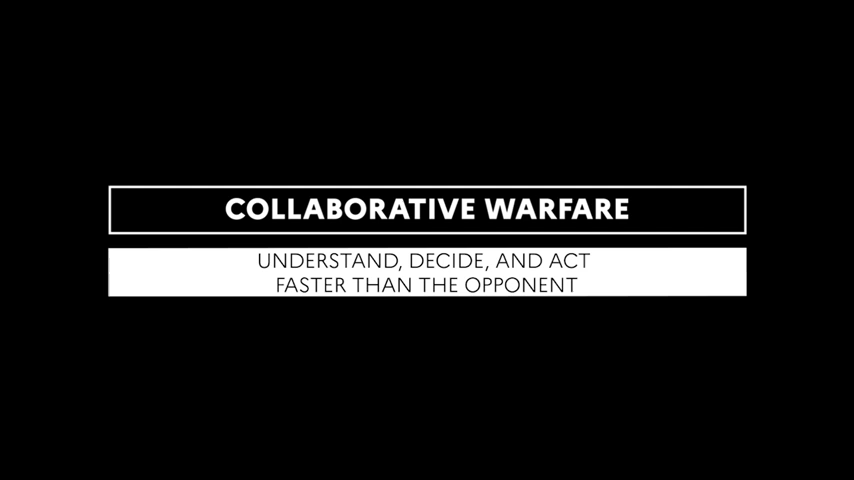 COLLABORATIVE WARFARE
UNDERSTAND, DECIDE, AND ACT
FASTER THAN THE OPPONENT